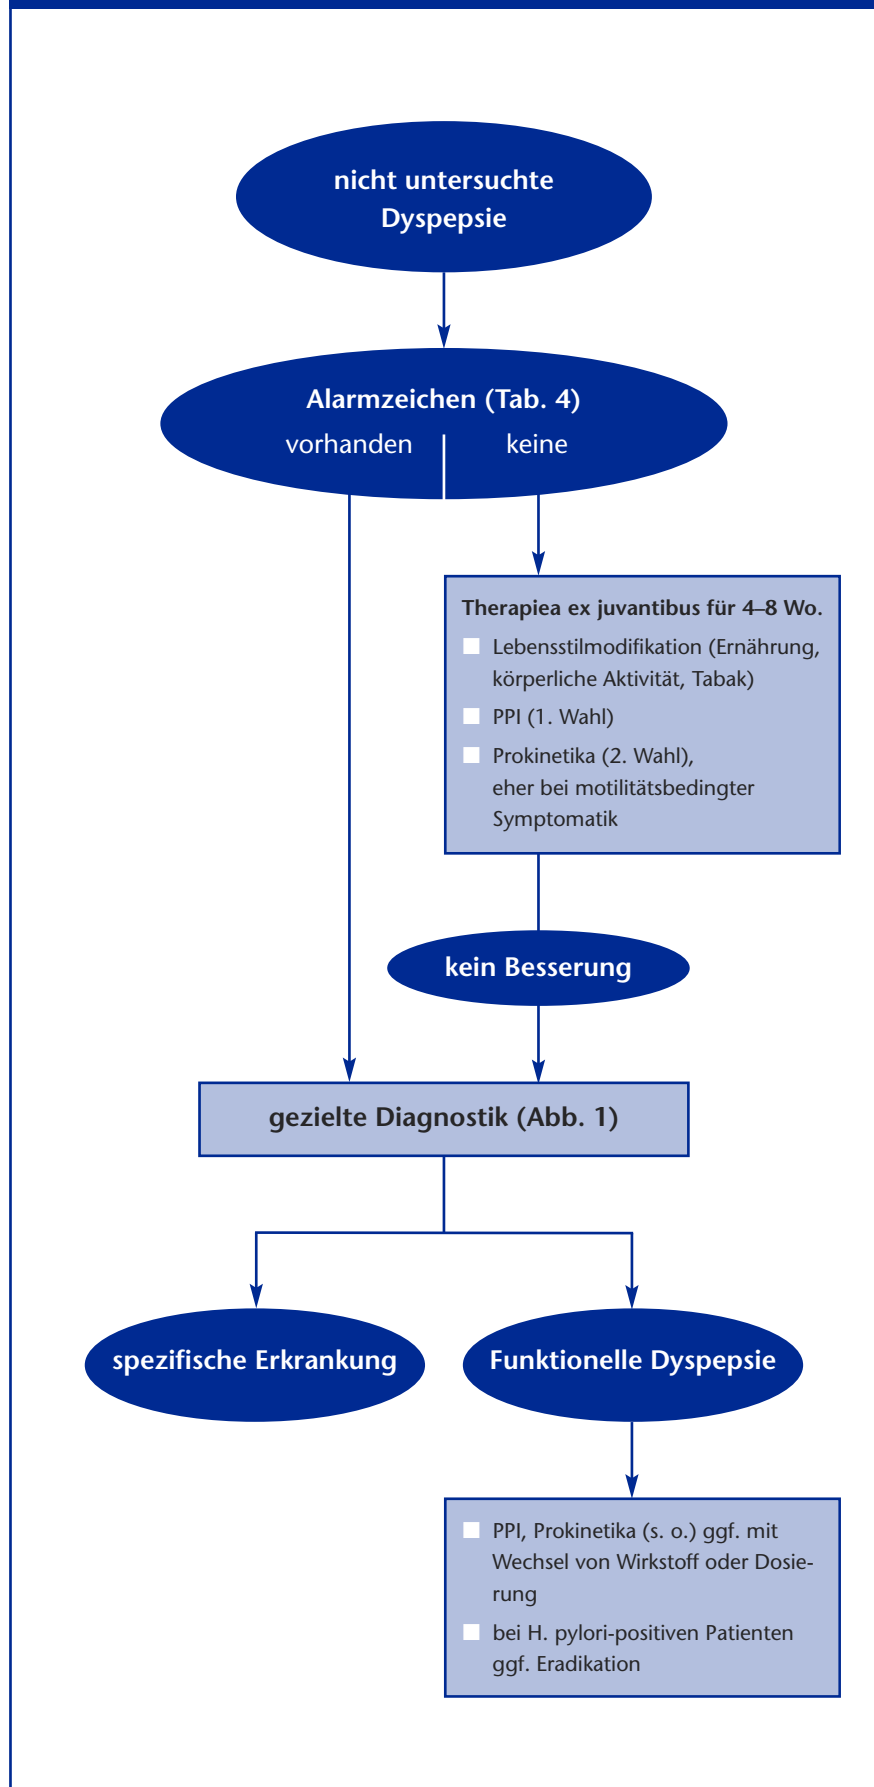 nicht untersuchte
Dyspepsie
Alarmzeichen (Tab. 4)
vorhanden keine
Therapiea ex juvantibus für 4–8 Wo.
Lebensstilmodifikation (Ernährung,
körperliche Aktivität, Tabak)
PPI (1. Wahl)
Prokinetika (2. Wahl),
eher bei motilitätsbedingter
Symptomatik
kein Besserung
gezielte Diagnostik (Abb. 1)
spezifische Erkrankung
Funktionelle Dyspepsie
PPI, Prokinetika (s. o.) ggf. mit
Wechsel von Wirkstoff oder Dosie-
rung
bei H. pylori-positiven Patienten
ggf. Eradikation